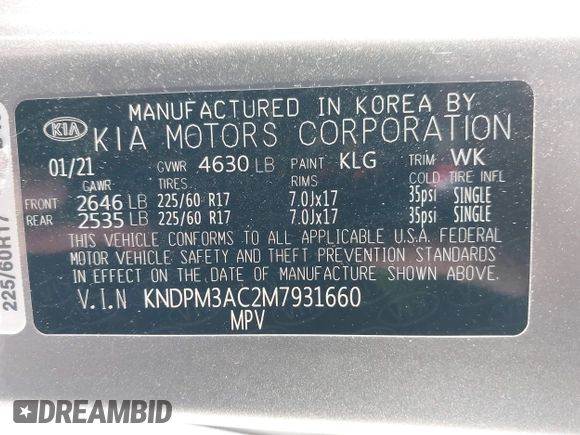 MANUFACTURED IN KOREA BY
KIA KIA MOTORS CORPORATION
01/21 GVWR 4630 LB PAINT KLG TRIM WK
GAWR TIRES RIMS COLD TIRE INFL
FRONT 2646 LB 225/60 R17 7.0Jx17 35psi SINGLE
REAR 2535 LB 225/60 R17 7.0Jx17 35psi SINGLE
THIS VEHICLE CONFORMS TO ALL APPLICABLE U.S.A. FEDERAL
MOTOR VEHICLE SAFETY AND THEFT PREVENTION STANDARDS
IN EFFECT ON THE DATE OF MANUFACTURE SHOWN ABOVE.
V.I.N KNDPM3AC2M7931660
MPV
225/60R17
DREAMBID